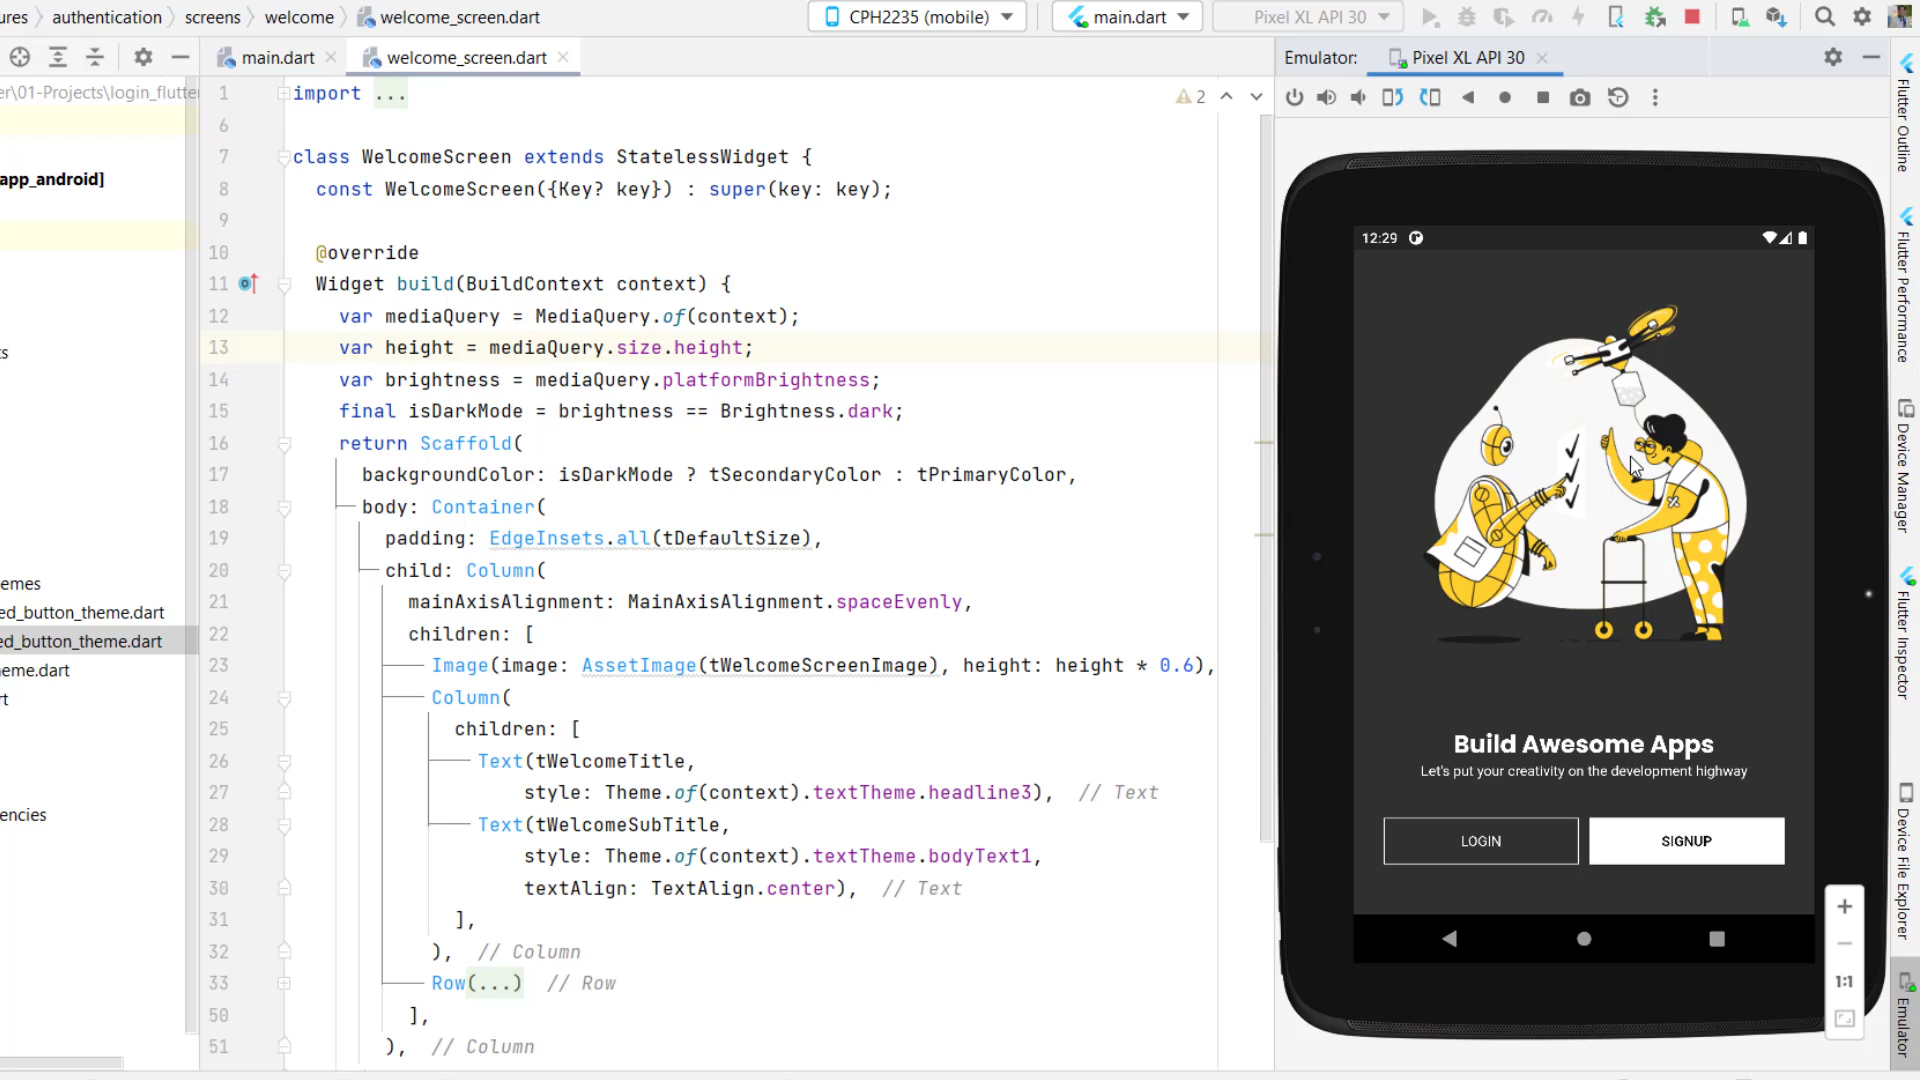 ures authentication screens welcome welcome_screen.dart CPH2235 (mobile) main.dart Pixel XL API 30
main.dart welcome_screen.dart Emulator: Pixel XL API 30
er\01-Projects\login_flutte
app_android]
s
emes
ed_button_theme.dart
ed_button_theme.dart
eme.dart
t
encies
1 import ... 2
6
7 class WelcomeScreen extends StatelessWidget {
8 const WelcomeScreen({Key? key}) : super(key: key);
9
10 @override
11 Widget build(BuildContext context) {
12 var mediaQuery = MediaQuery.of(context);
13 var height = mediaQuery.size.height;
14 var brightness = mediaQuery.platformBrightness;
15 final isDarkMode = brightness == Brightness.dark;
16 return Scaffold(
17 backgroundColor: isDarkMode ? tSecondaryColor : tPrimaryColor,
18 body: Container(
19 padding: EdgeInsets.all(tDefaultSize),
20 child: Column(
21 mainAxisAlignment: MainAxisAlignment.spaceEvenly,
22 children: [
23 Image(image: AssetImage(tWelcomeScreenImage), height: height * 0.6),
24 Column(
25 children: [
26 Text(tWelcomeTitle,
27 style: Theme.of(context).textTheme.headline3), // Text
28 Text(tWelcomeSubTitle,
29 style: Theme.of(context).textTheme.bodyText1,
30 textAlign: TextAlign.center), // Text
31 ],
32 ), // Column
33 Row(...) // Row
50 ],
51 ), // Column
12:29
Build Awesome Apps
Let's put your creativity on the development highway
LOGIN SIGNUP
1:1
Flutter Outline
Flutter Performance
Device Manager
Flutter Inspector
Device File Explorer
Emulator